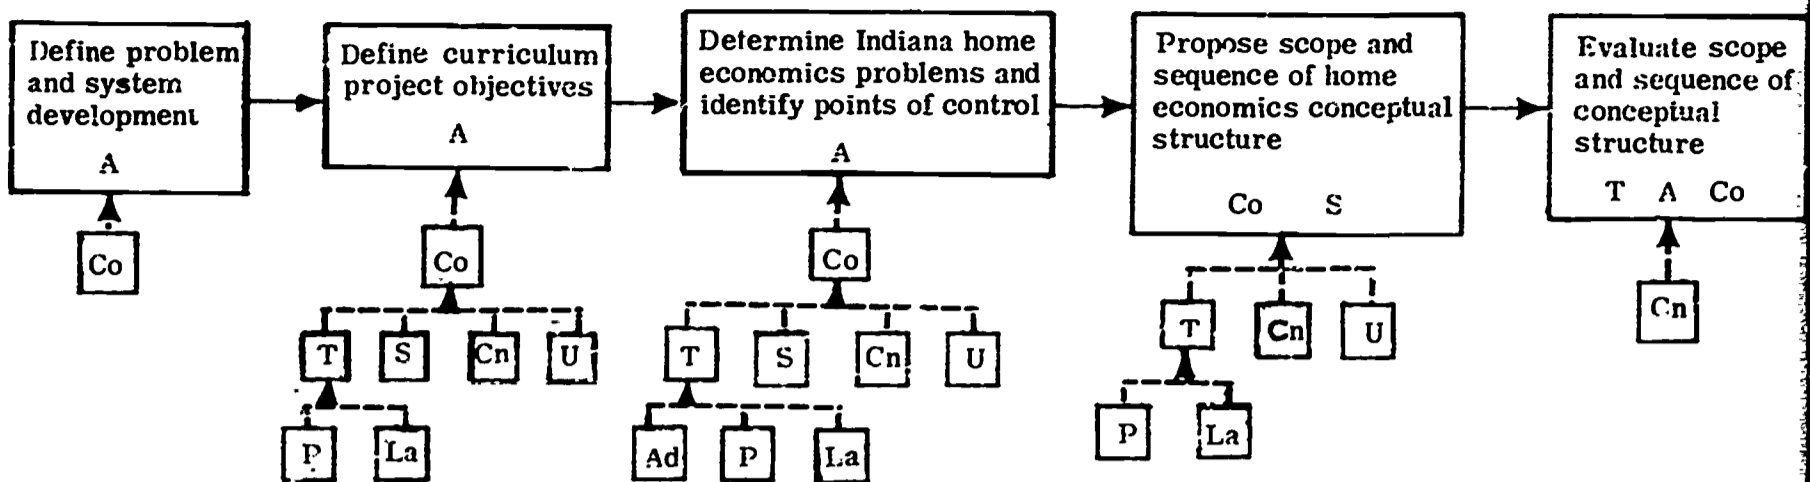 Define problem
and system
development
A
Co
Define curriculum
project objectives
A
Co
T S Cn U
P La
Determine Indiana home
economics problems and
identify points of control
A
Co
T S Cn U
Ad P La
Propose scope and
sequence of home
economics conceptual
structure
Co S
T Cn U
P La
Evaluate scope
and sequence of
conceptual
structure
T A Co
Cn